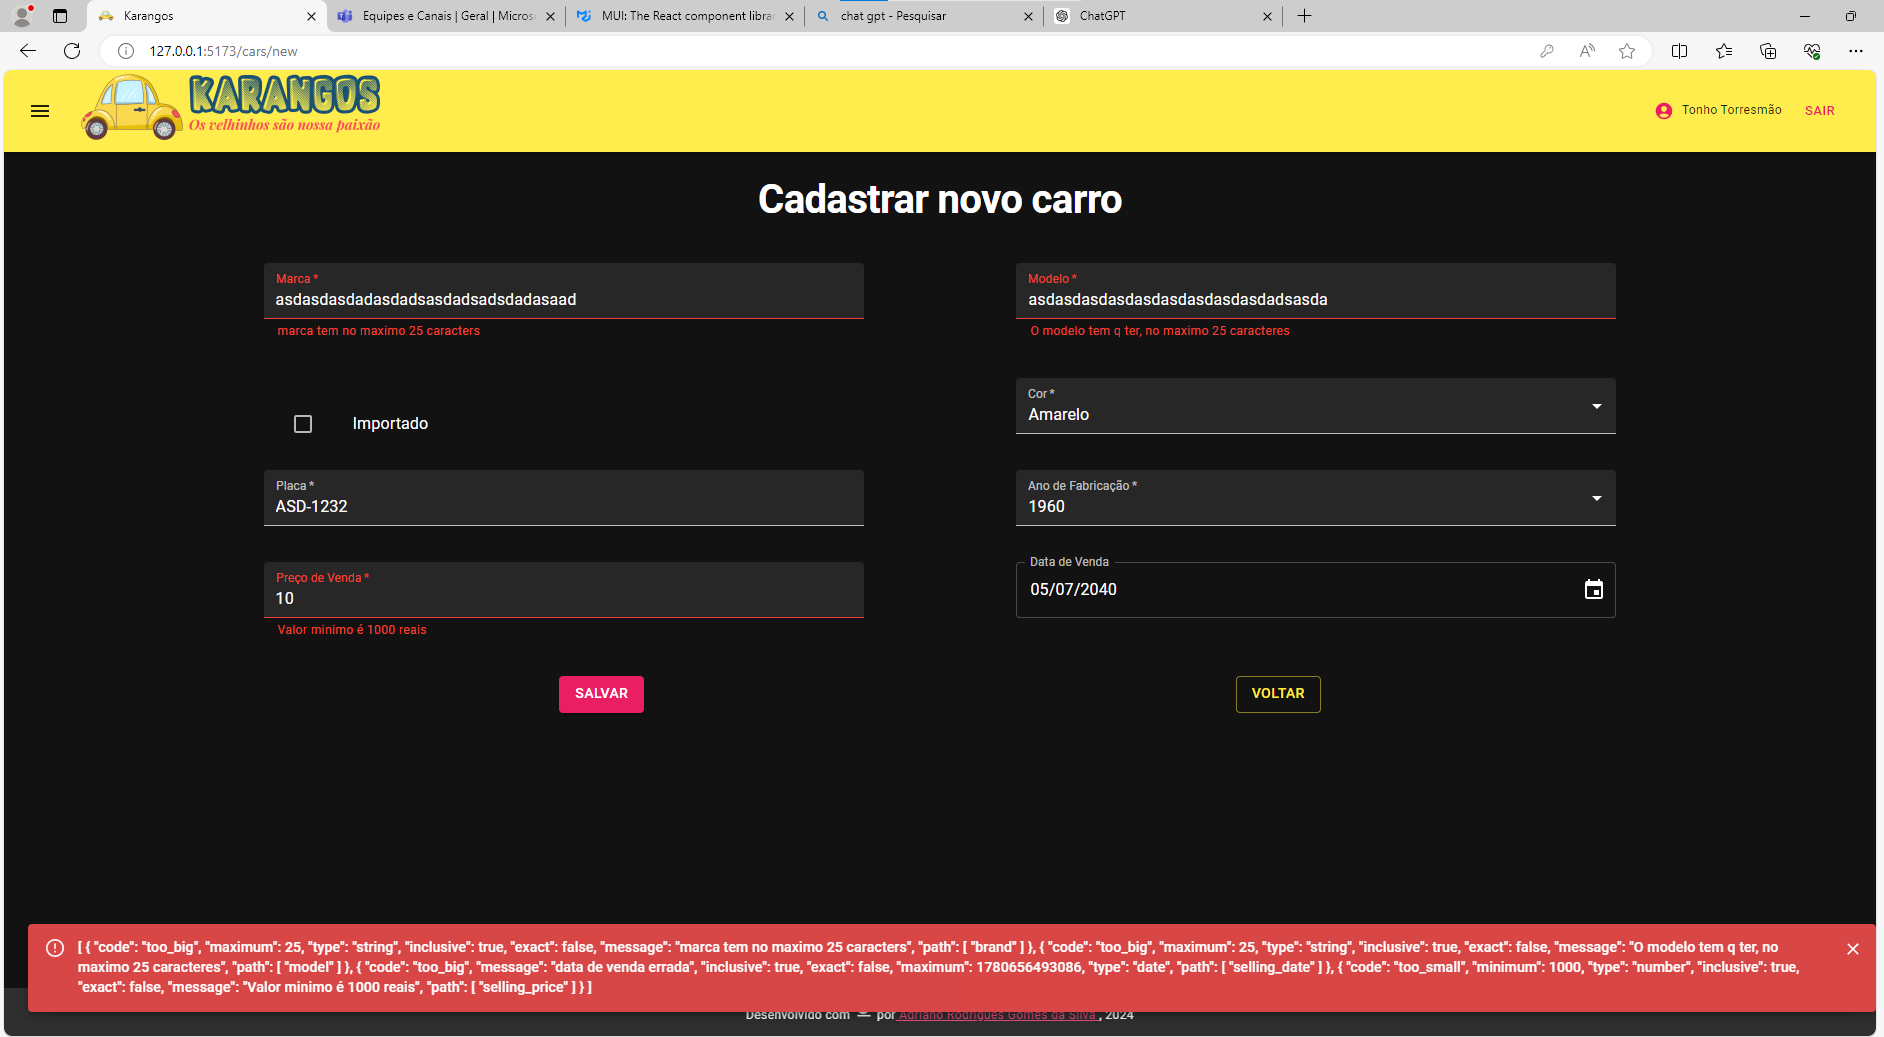 Karangos
Equipes e Canais | Geral | Micros
MUI: The React component librar
chat gpt - Pesquisar
ChatGPT
127.0.0.1:5173/cars/new
KARANGOS
Os velhinhos são nossa paixão
Tonho Torresmão
SAIR
Cadastrar novo carro
Marca *
asdasdasdadasdadsasdadsadsdadasaad
marca tem no maximo 25 caracters
Modelo *
asdasdasdasdasdasdasdasdasdadsasda
O modelo tem q ter, no maximo 25 caracteres
Importado
Cor *
Amarelo
Placa *
ASD-1232
Ano de Fabricação *
1960
Preço de Venda *
10
Valor minimo é 1000 reais
Data de Venda
05/07/2040
SALVAR
VOLTAR
[ { "code": "too_big", "maximum": 25, "type": "string", "inclusive": true, "exact": false, "message": "marca tem no maximo 25 caracters", "path": [ "brand" ] }, { "code": "too_big", "maximum": 25, "type": "string", "inclusive": true, "exact": false, "message": "O modelo tem q ter, no
maximo 25 caracteres", "path": [ "model" ] }, { "code": "too_big", "message": "data de venda errada", "inclusive": true, "exact": false, "maximum": 1780656493086, "type": "date", "path": [ "selling_date" ] }, { "code": "too_small", "minimum": 1000, "type": "number", "inclusive": true,
"exact": false, "message": "Valor minimo é 1000 reais", "path": [ "selling_price" ] } ]
Desenvolvido com por Adriano Rodrigues Gomes da Silva , 2024